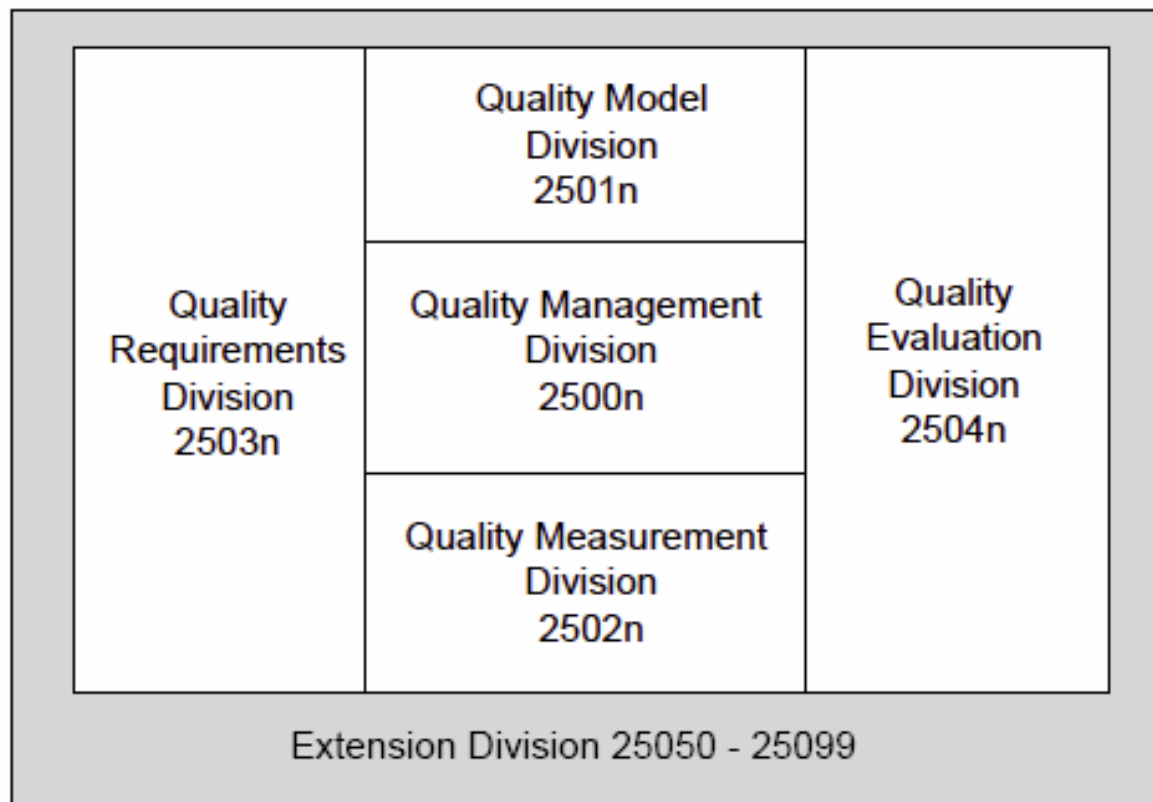 Quality
Requirements
Division
2503n
Quality Model
Division
2501n
Quality Management
Division
2500n
Quality Measurement
Division
2502n
Quality
Evaluation
Division
2504n
Extension Division 25050 - 25099